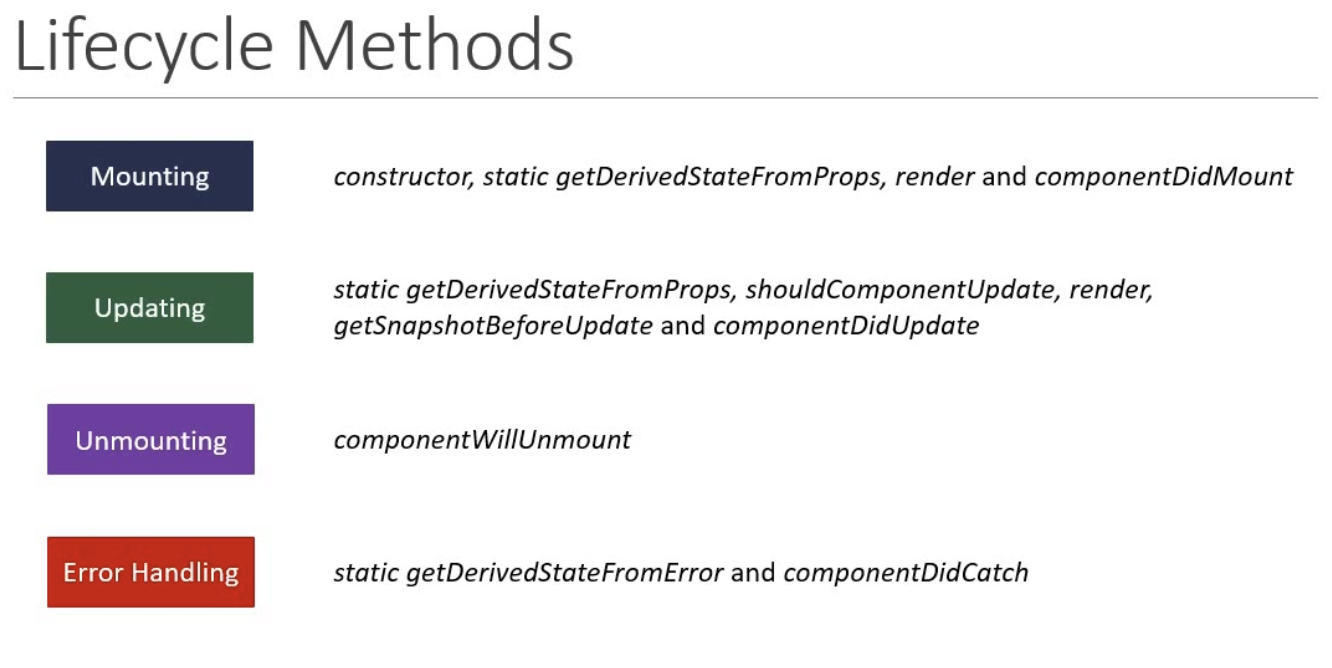 Lifecycle Methods
Mounting
constructor, static getDerivedStateFromProps, render and componentDidMount
Updating
static getDerivedStateFromProps, shouldComponentUpdate, render,
getSnapshotBeforeUpdate and componentDidUpdate
Unmounting
componentWillUnmount
Error Handling
static getDerivedStateFromError and componentDidCatch